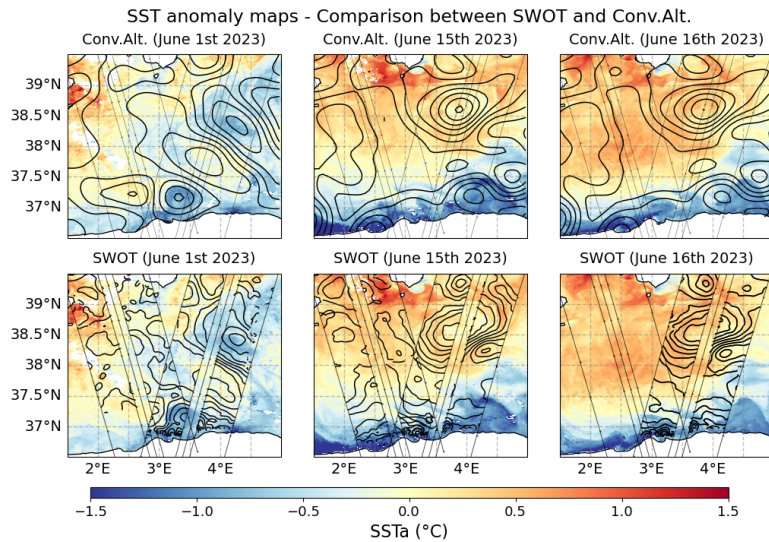 SST anomaly maps - Comparison between SWOT and Conv.Alt.
Conv.Alt. (June 1st 2023) Conv.Alt. (June 15th 2023) Conv.Alt. (June 16th 2023)
39°N
38.5°N
38°N
37.5°N
37°N
SWOT (June 1st 2023) SWOT (June 15th 2023) SWOT (June 16th 2023)
39°N
38.5°N
38°N
37.5°N
37°N
2°E 3°E 4°E 2°E 3°E 4°E 2°E 3°E 4°E
−1.5 −1.0 −0.5 0.0 0.5 1.0 1.5
SSTa (°C)